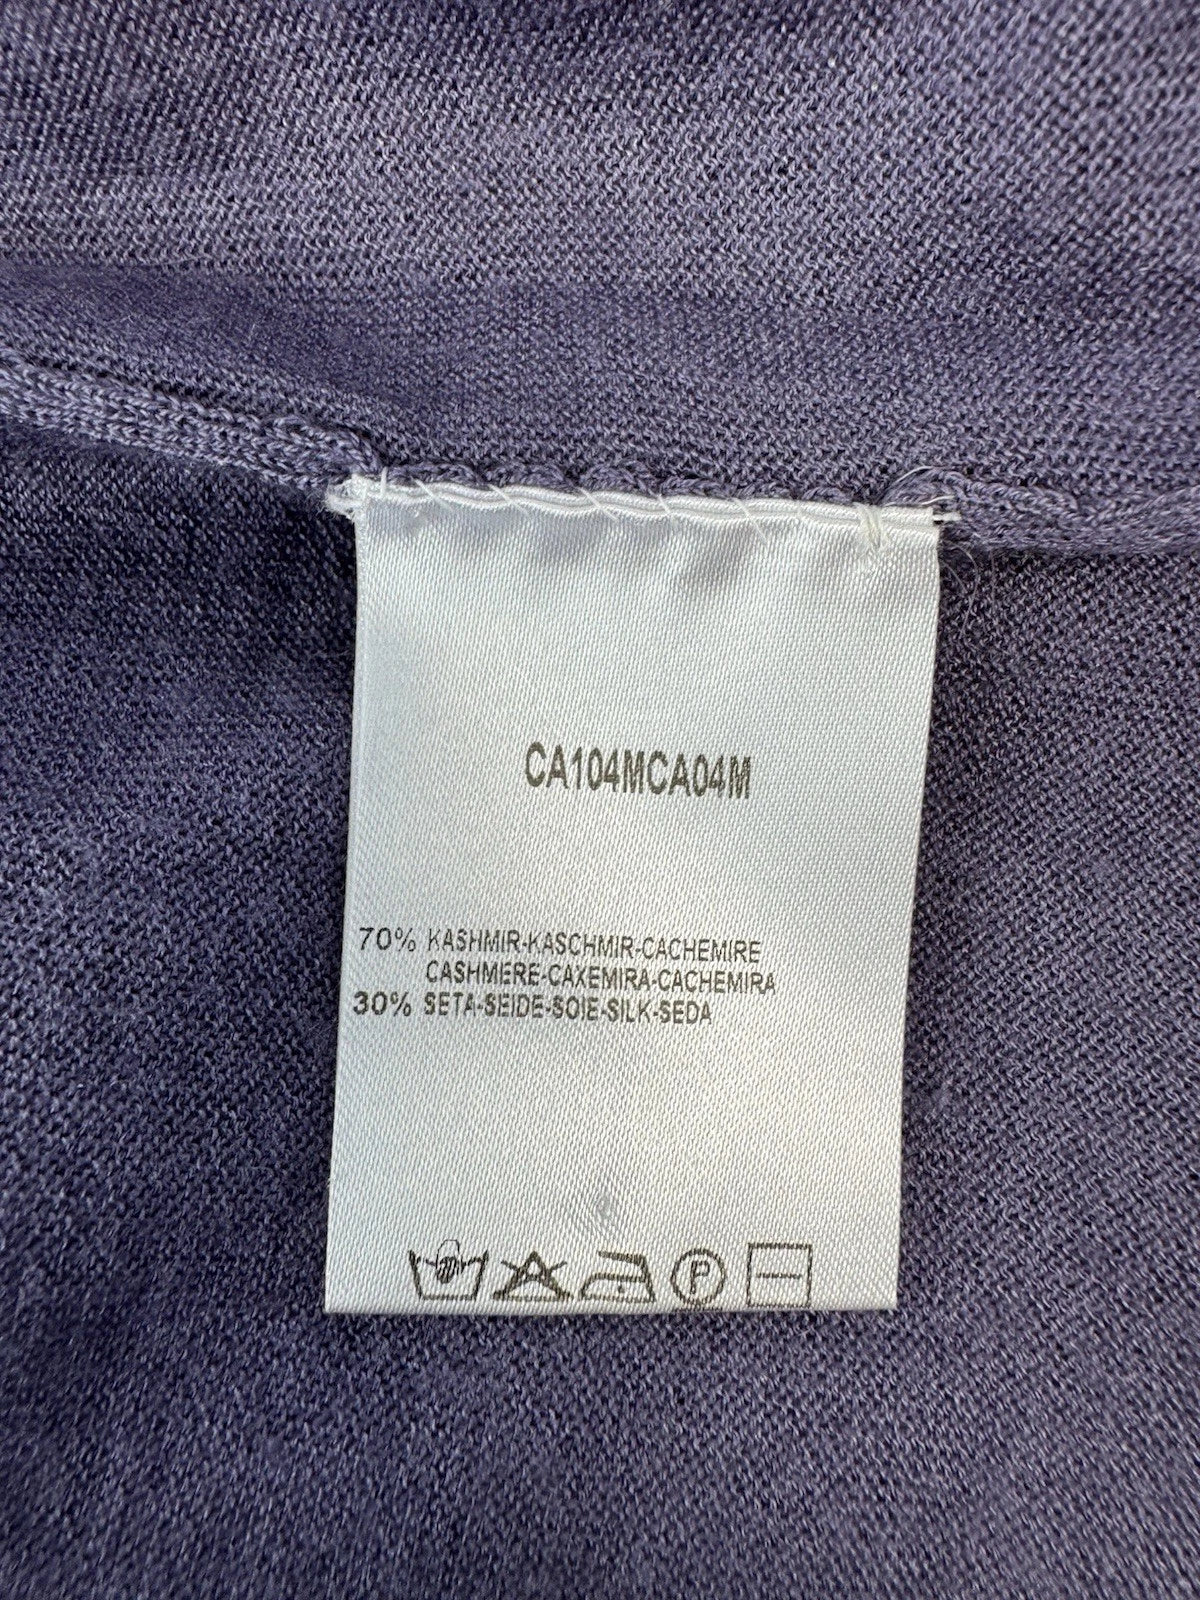 CA104MCA04M
70% KASHMIR-KASCHMIR-CACHEMIRE
CASHMERE-CAXEMIRA-CACHEMIRA
30% SETA-SEIDE-SOIE-SILK-SEDA
P